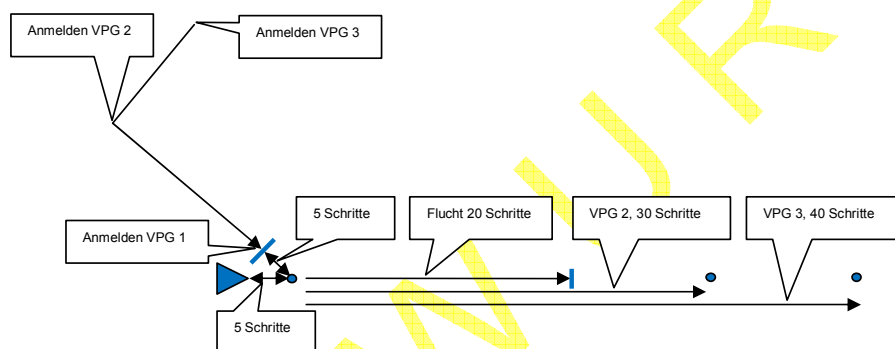 Anmelden VPG 2
Anmelden VPG 3
5 Schritte
Flucht 20 Schritte
VPG 2, 30 Schritte
VPG 3, 40 Schritte
Anmelden VPG 1
5 Schritte
W U R